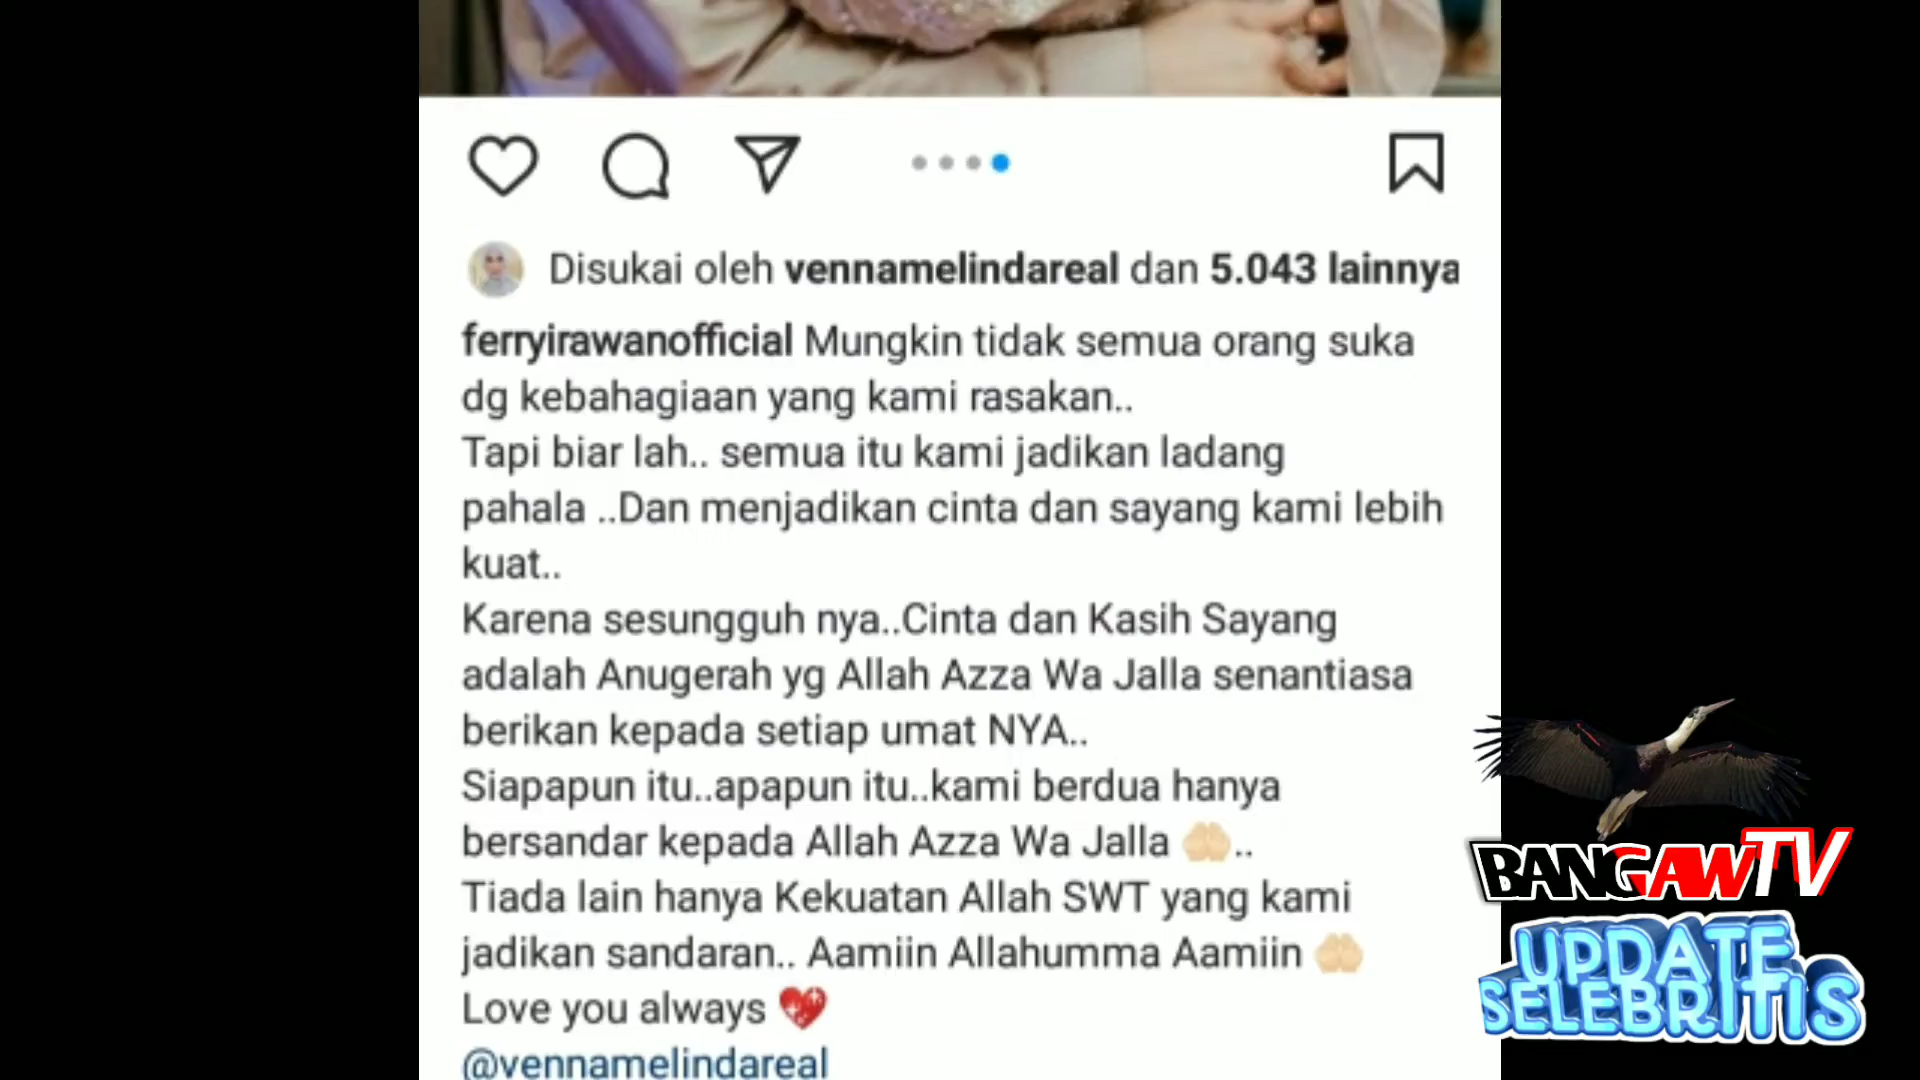 Disukai oleh vennamelindareal dan 5.043 lainnya
ferryirawanofficial Mungkin tidak semua orang suka
dg kebahagiaan yang kami rasakan..
Tapi biar lah.. semua itu kami jadikan ladang
pahala ..Dan menjadikan cinta dan sayang kami lebih
kuat..
Karena sesungguh nya..Cinta dan Kasih Sayang
adalah Anugerah yg Allah Azza Wa Jalla senantiasa
berikan kepada setiap umat NYA..
Siapapun itu..apapun itu..kami berdua hanya
bersandar kepada Allah Azza Wa Jalla 🤲🏻..
Tiada lain hanya Kekuatan Allah SWT yang kami
jadikan sandaran.. Aamiin Allahumma Aamiin 🤲🏻
Love you always 💖
@vennamelindareal
BANGAWTV
UPDATE
SELEBRITIS